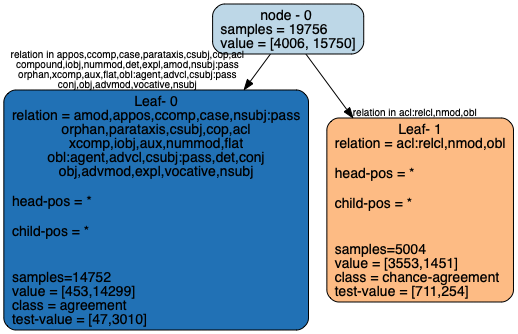 node - 0
samples = 19756
value = [4006, 15750]
relation in appos,ccomp,case,parataxis,csubj,cop,acl
compound,iobj,nummod,det,expl,amod,nsubj:pass
orphan,xcomp,aux,flat,obl:agent,advcl,csubj:pass
conj,obj,advmod,vocative,nsubj
relation in acl:relcl,nmod,obl
Leaf- 0
relation = amod,appos,ccomp,case,nsubj:pass
orphan,parataxis,csubj,cop,acl
xcomp,iobj,aux,nummod,flat
obl:agent,advcl,csubj:pass,det,conj
obj,advmod,expl,vocative,nsubj
head-pos = *
child-pos = *
samples=14752
value = [453,14299]
class = agreement
test-value = [47,3010]
Leaf- 1
relation = acl:relcl,nmod,obl
head-pos = *
child-pos = *
samples=5004
value = [3553,1451]
class = chance-agreement
test-value = [711,254]